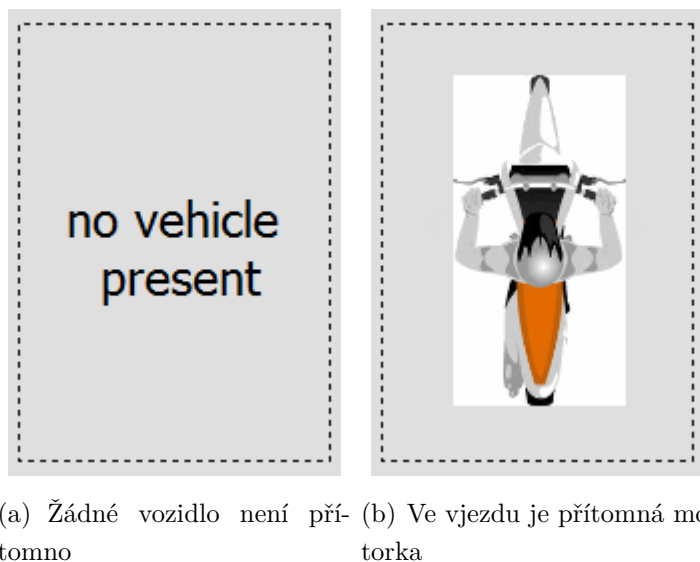 no vehicle
present
(a) Žádné vozidlo není pří-
tomno
(b) Ve vjezdu je přítomná mo
torka